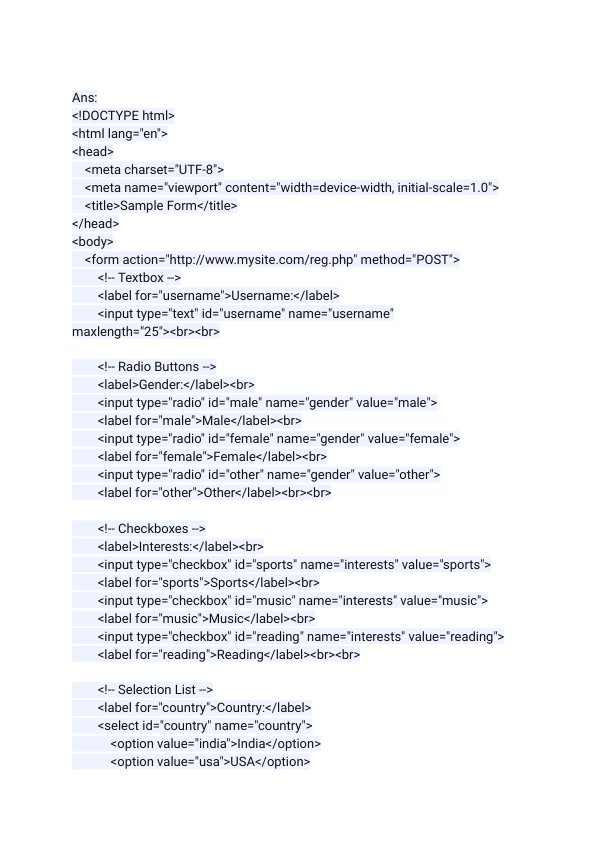 Ans:
<!DOCTYPE html>
<html lang="en">
<head>
    <meta charset="UTF-8">
    <meta name="viewport" content="width=device-width, initial-scale=1.0">
    <title>Sample Form</title>
</head>
<body>
    <form action="http://www.mysite.com/reg.php" method="POST">
        <!-- Textbox -->
        <label for="username">Username:</label>
        <input type="text" id="username" name="username"
maxlength="25"><br><br>

        <!-- Radio Buttons -->
        <label>Gender:</label><br>
        <input type="radio" id="male" name="gender" value="male">
        <label for="male">Male</label><br>
        <input type="radio" id="female" name="gender" value="female">
        <label for="female">Female</label><br>
        <input type="radio" id="other" name="gender" value="other">
        <label for="other">Other</label><br><br>

        <!-- Checkboxes -->
        <label>Interests:</label><br>
        <input type="checkbox" id="sports" name="interests" value="sports">
        <label for="sports">Sports</label><br>
        <input type="checkbox" id="music" name="interests" value="music">
        <label for="music">Music</label><br>
        <input type="checkbox" id="reading" name="interests" value="reading">
        <label for="reading">Reading</label><br><br>

        <!-- Selection List -->
        <label for="country">Country:</label>
        <select id="country" name="country">
            <option value="india">India</option>
            <option value="usa">USA</option>